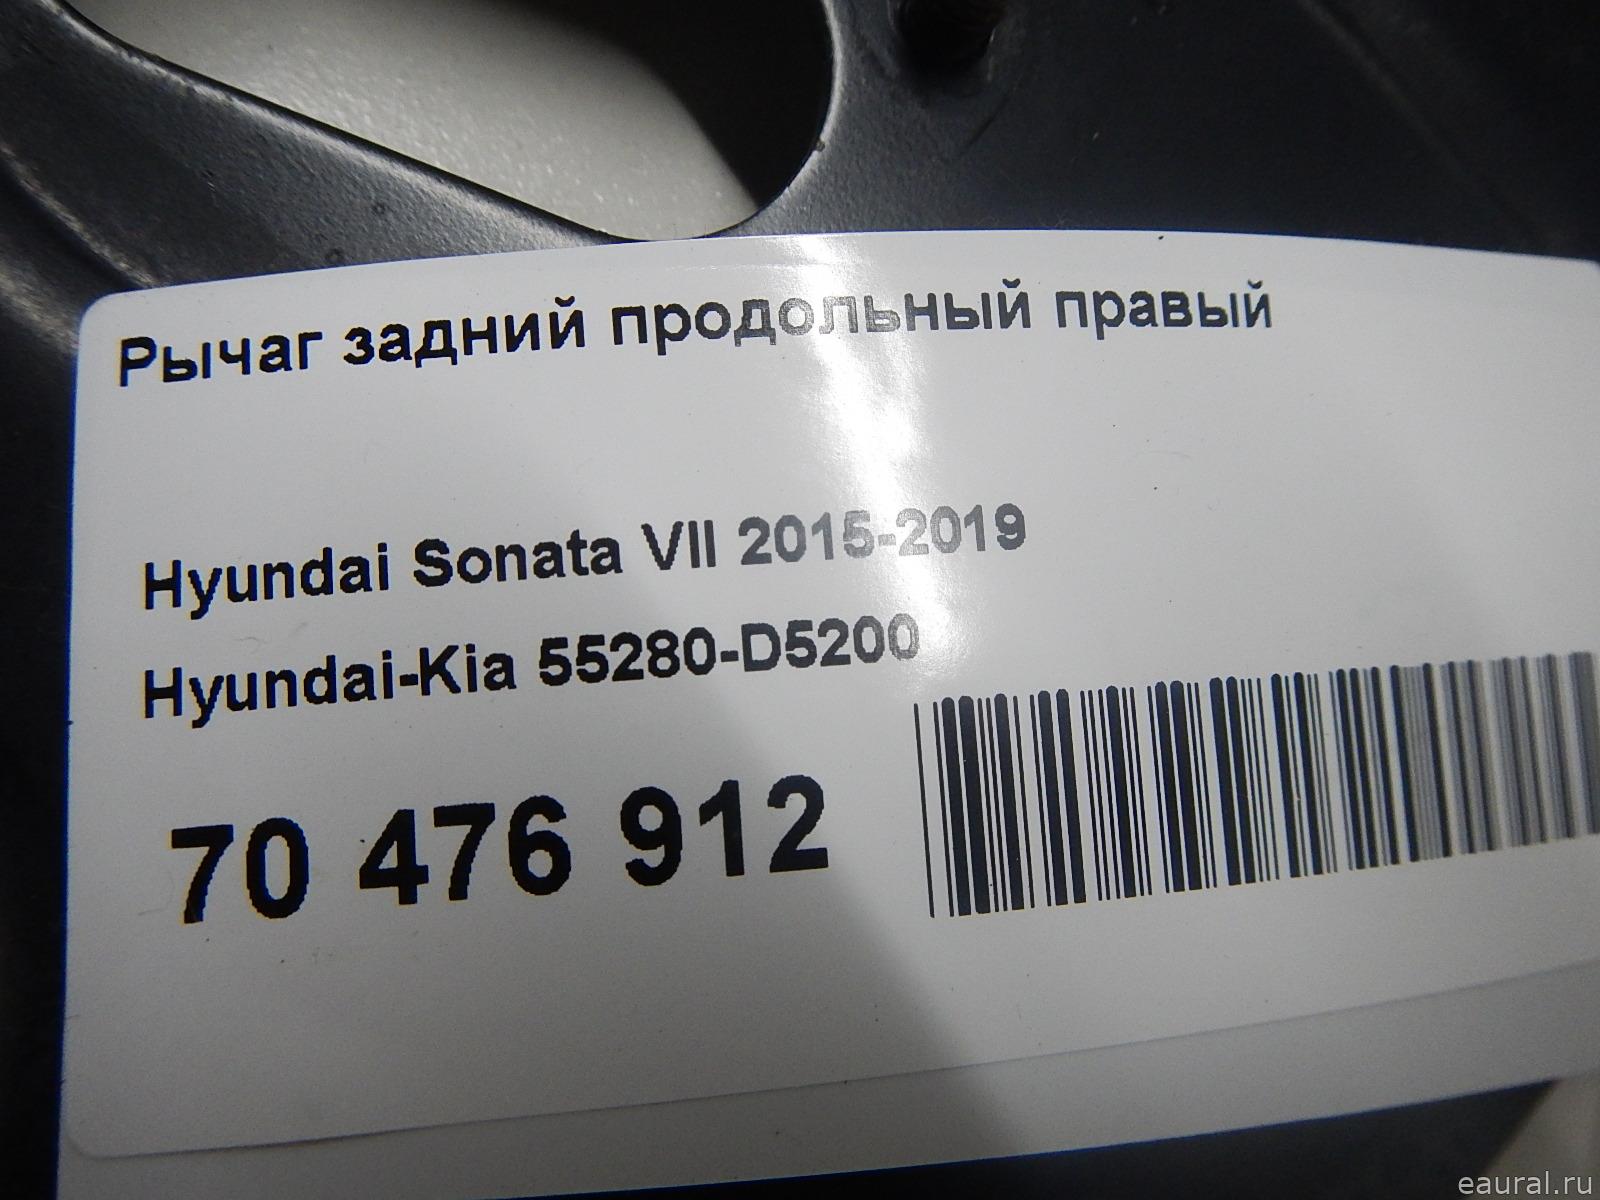 Рычаг задний продольный правый
Hyundai Sonata VII 2015-2019
Hyundai-Kia 55280-D5200
70 476 912
eaural.ru